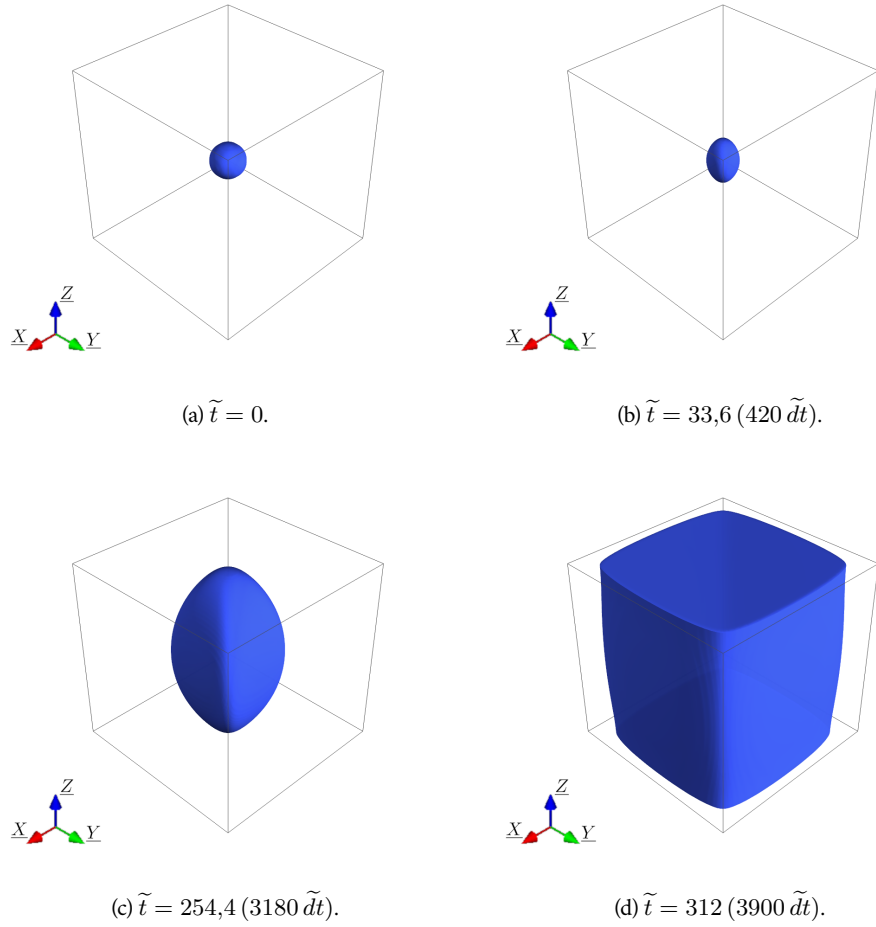 Z
X Y
Z
X Y
(a) t̃ = 0.
(b) t̃ = 33,6 (420 d̃t).
Z
X Y
Z
X Y
(c) t̃ = 254,4 (3180 d̃t).
(d) t̃ = 312 (3900 d̃t).